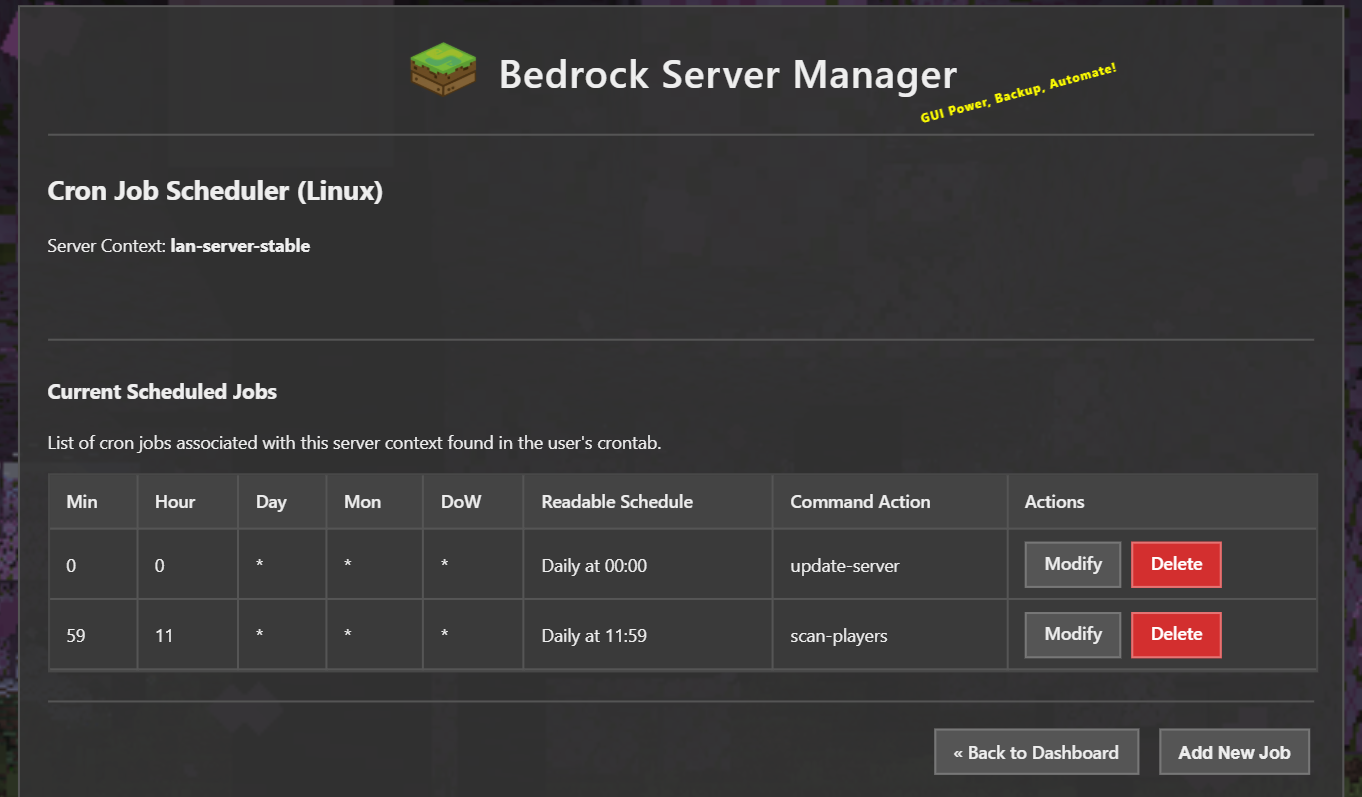 Bedrock Server Manager
GUI Power, Backup, Automate!
Cron Job Scheduler (Linux)
Server Context: lan-server-stable
Current Scheduled Jobs
List of cron jobs associated with this server context found in the user's crontab.
Min Hour Day Mon DoW Readable Schedule Command Action Actions
0 0 * * * Daily at 00:00 update-server Modify Delete
59 11 * * * Daily at 11:59 scan-players Modify Delete
« Back to Dashboard Add New Job